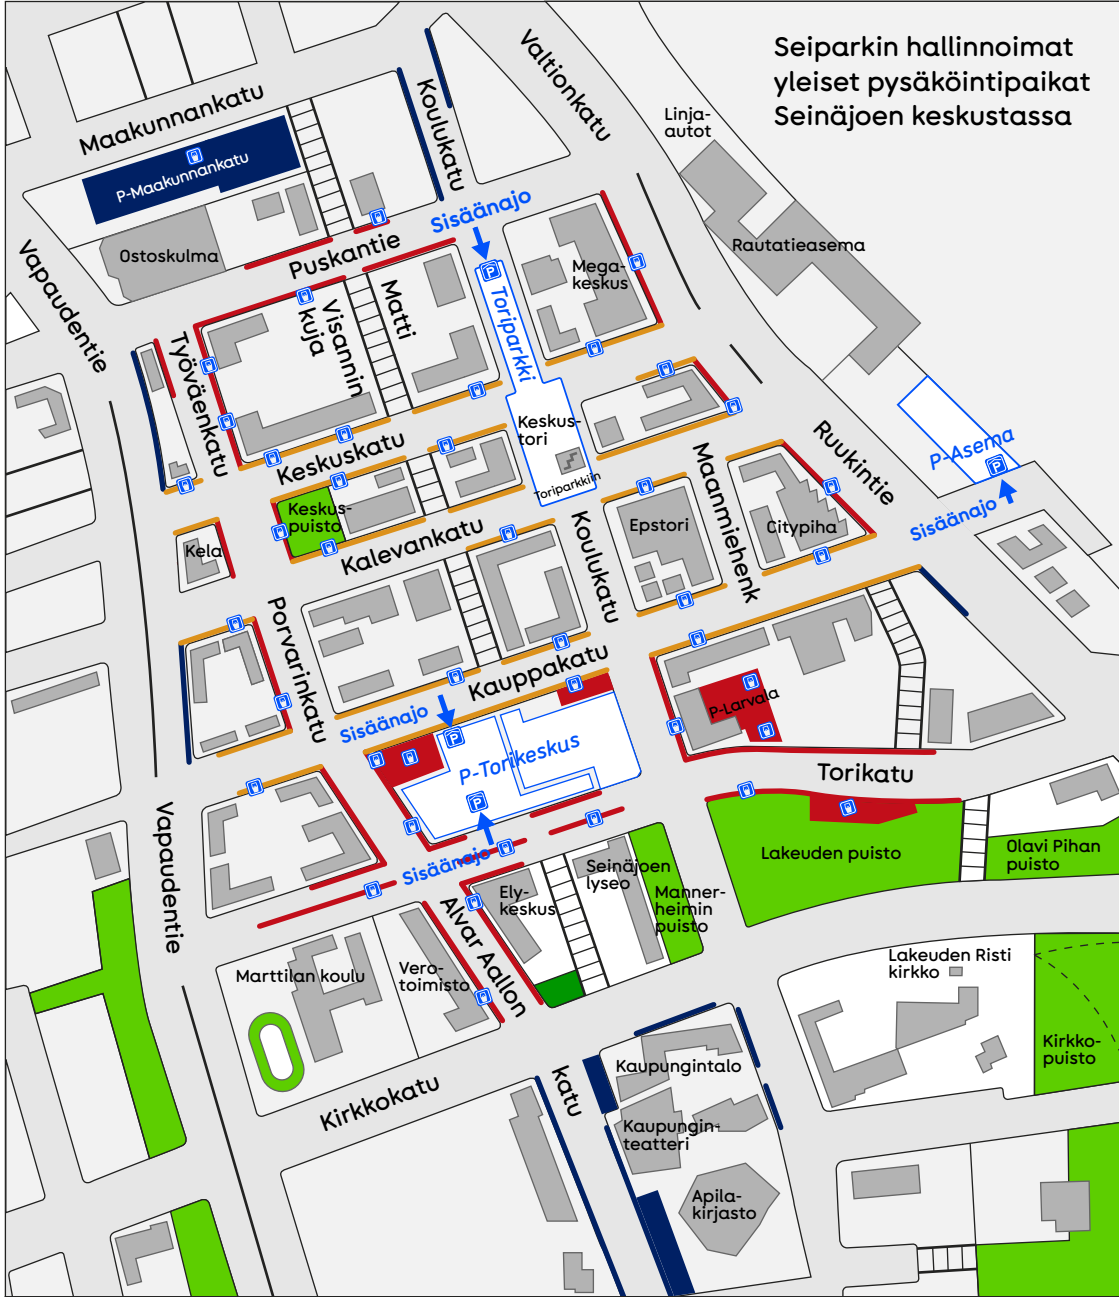 Seiparkin hallinnoimat
yleiset pysäköintipaikat
Seinäjoen keskustassa
Valtionkatu
Linja-
autot
Koulukatu
Maakunnankatu
P-Maakunnankatu
Sisäänajo
Ostoskulma
Puskantie
Rautatieasema
Mega-
keskus
Vapaudentie
P
Toriparkki
Matti
Visannin
kuja
Työväenkatu
Keskus-
tori
Toriparkkiin
Keskuskatu
Ruukintie
P-Asema
P
Sisäänajo
Maanmiehenk
Keskus-
puisto
Kalevankatu
Epstori
Citypiha
Kela
Koulukatu
Porvarinkatu
Kauppakatu
P-Larvala
Sisäänajo
P
P-Torikeskus
P
Torikatu
Vapaudentie
Sisäänajo
Seinäjoen
lyseo
Lakeuden puisto
Olavi Pihan
puisto
Ely-
keskus
Manner-
heimin
puisto
Alvar Aallon
Marttilan koulu
Vero-
toimisto
Lakeuden Risti
kirkko
Kirkko-
puisto
Kirkkokatu
katu
Kaupungintalo
Kaupungin-
teatteri
Apila-
kirjasto